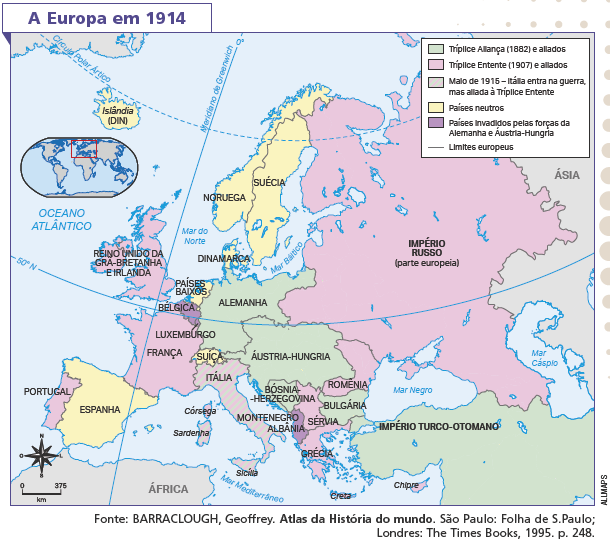 A Europa em 1914
Tríplice Aliança (1882) e aliados
Tríplice Entente (1907) e aliados
Maio de 1915 – Itália entra na guerra,
mas aliada à Tríplice Entente
Países neutros
Países invadidos pelas forças da
Alemanha e Áustria-Hungria
Limites europeus
Círculo Polar Ártico
Meridiano de Greenwich
0°
Islândia
(DIN)
ÁSIA
OCEANO
ATLÂNTICO
NORUEGA
SUÉCIA
Mar do
Norte
REINO UNIDO DA
GRÃ-BRETANHA
E IRLANDA
DINAMARCA
Mar Báltico
IMPÉRIO
RUSSO
(parte europeia)
50° N
PAÍSES
BAIXOS
BÉLGICA
ALEMANHA
LUXEMBURGO
FRANÇA
SUÍÇA
ÁUSTRIA-HUNGRIA
Mar
Cáspio
ITÁLIA
BÓSNIA-
-HERZEGOVINA
ROMÊNIA
Mar Negro
PORTUGAL
ESPANHA
Córsega
Sardenha
MONTENEGRO
ALBÂNIA
SÉRVIA
BULGÁRIA
IMPÉRIO TURCO-OTOMANO
GRÉCIA
Sicília
Mar Mediterrâneo
Creta
Chipre
ÁFRICA
N
L
S
O
0 375
km
ALLMAPS
Fonte: BARRACLOUGH, Geoffrey. Atlas da História do mundo. São Paulo: Folha de S.Paulo;
Londres: The Times Books, 1995. p. 248.